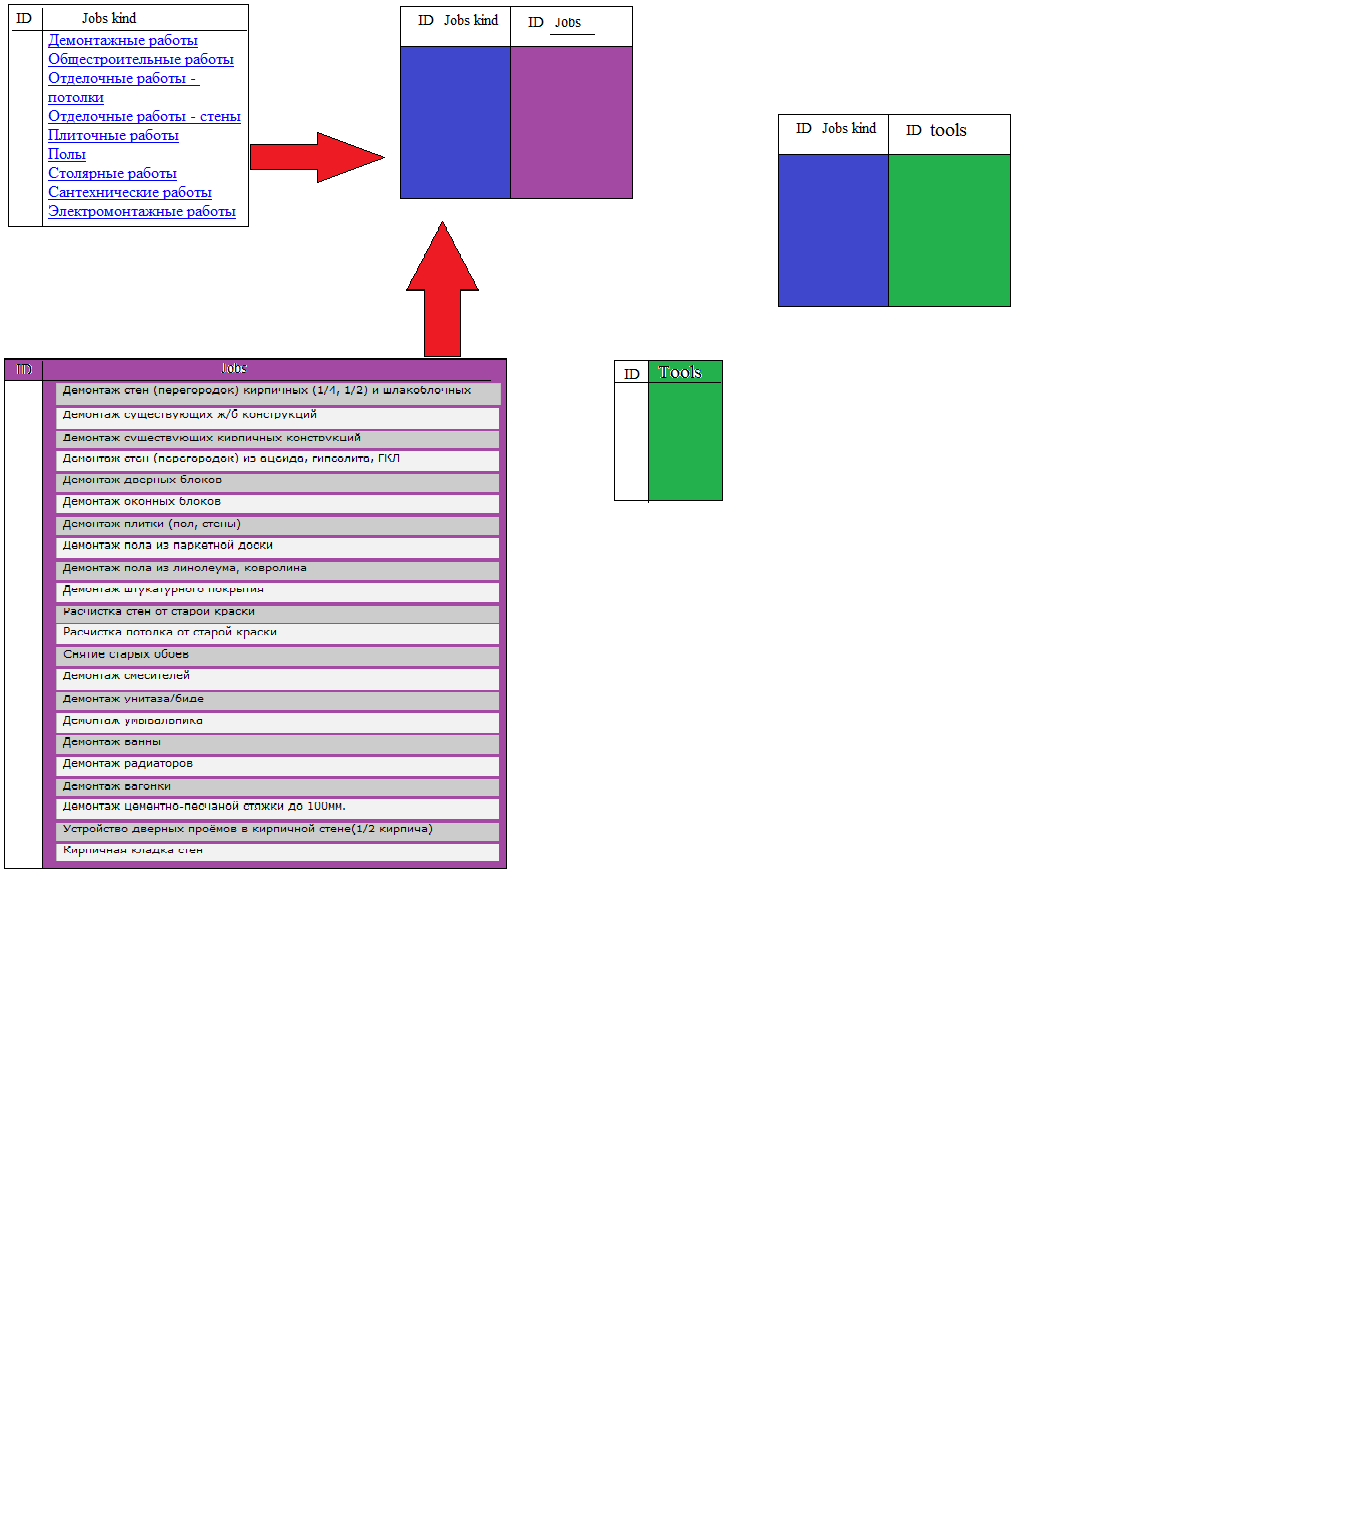 ID Jobs kind
Демонтажные работы
Общестроительные работы
Отделочные работы -
потолки
Отделочные работы - стены
Плиточные работы
Полы
Столярные работы
Сантехнические работы
Электромонтажные работы
ID Jobs kind ID Jobs
ID Jobs kind ID tools
ID Jobs
Демонтаж стен (перегородок) кирпичных (1/4, 1/2) и шлакоблочных
Демонтаж существующих ж/б конструкций
Демонтаж существующих кирпичных конструкций
Демонтаж стен (перегородок) из ацеида, гипсолита, ГКЛ
Демонтаж дверных блоков
Демонтаж оконных блоков
Демонтаж плитки (пол, стены)
Демонтаж пола из паркетной доски
Демонтаж пола из линолеума, ковролина
Демонтаж штукатурного покрытия
Расчистка стен от старой краски
Расчистка потолка от старой краски
Снятие старых обоев
Демонтаж смесителей
Демонтаж унитаза/биде
Демонтаж умывальника
Демонтаж ванны
Демонтаж радиаторов
Демонтаж вагонки
Демонтаж цементно-песчаной стяжки до 100мм.
Устройство дверных проёмов в кирпичной стене(1/2 кирпича)
Кирпичная кладка стен
ID Tools